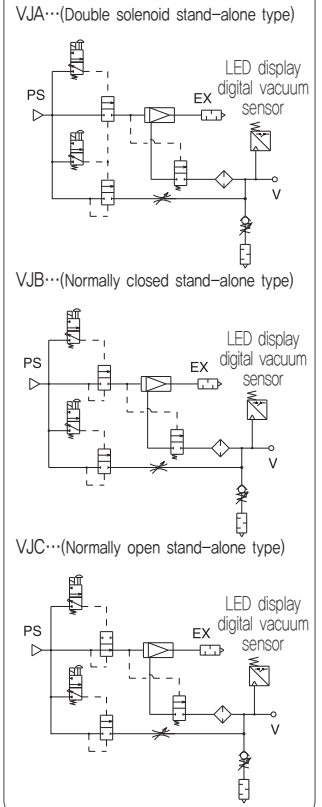 VJA···(Double solenoid stand-alone type)
LED display
digital vacuum
sensor
PS
EX
V
VJB···(Normally closed stand-alone type)
LED display
digital vacuum
sensor
PS
EX
V
VJC···(Normally open stand-alone type)
LED display
digital vacuum
sensor
PS
EX
V